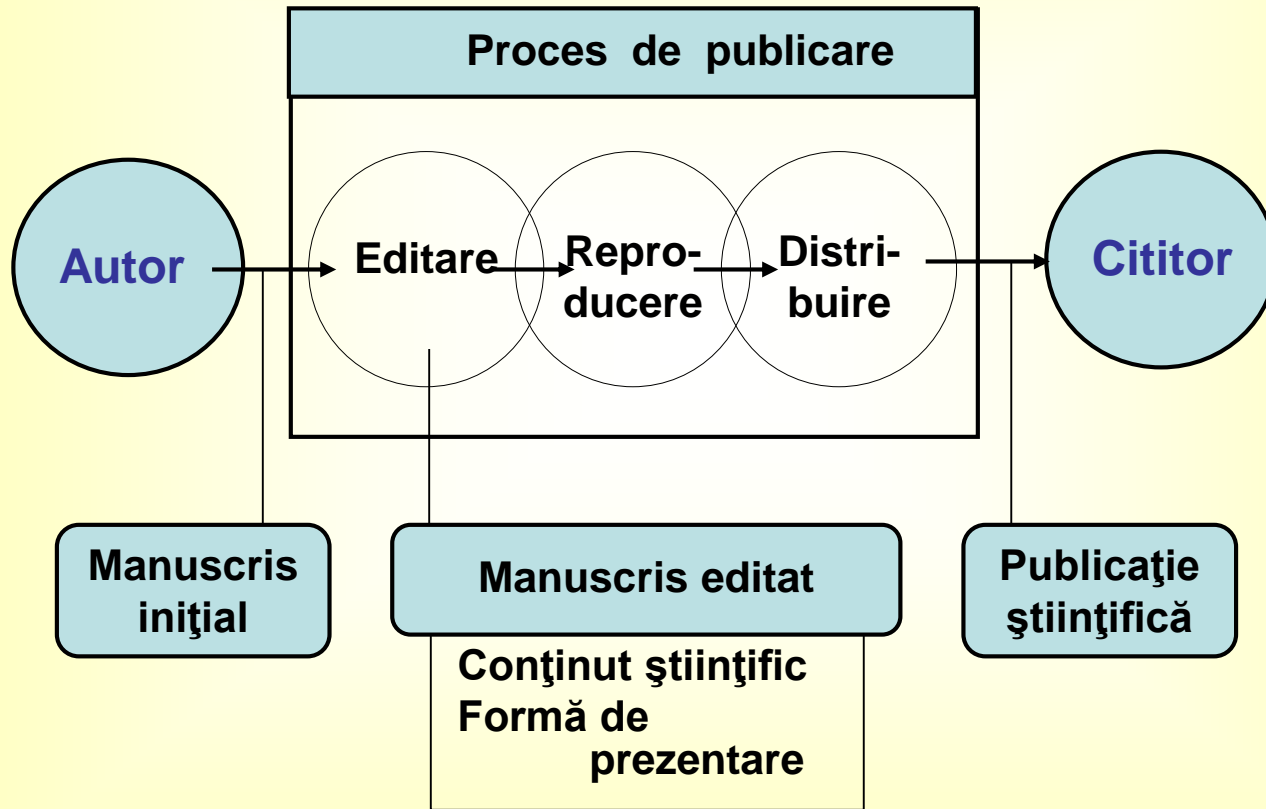 Proces de publicare
Autor
Editare
Repro-
ducere
Distri-
buire
Cititor
Manuscris
iniţial
Manuscris editat
Publicaţie
ştiinţifică
Conţinut ştiinţific
Formă de
prezentare